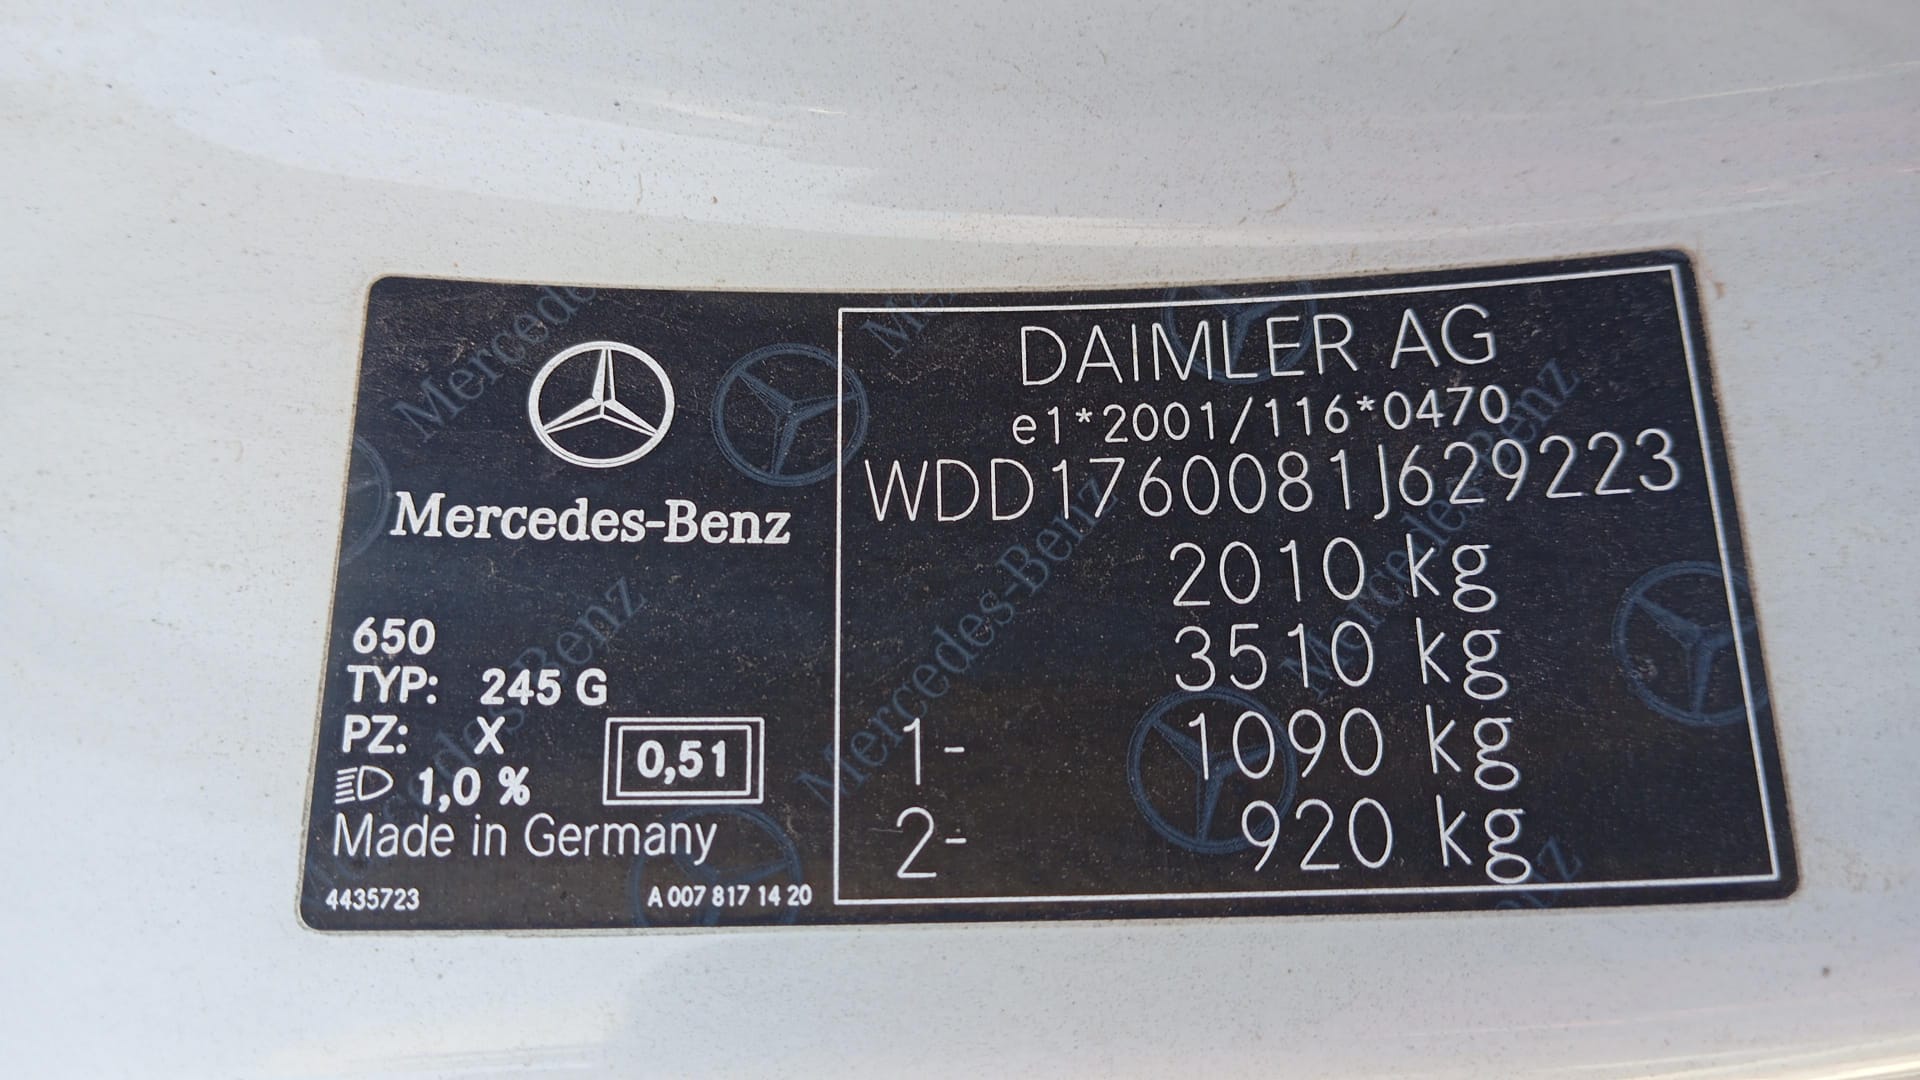 Mercedes-Benz
650
TYP: 245 G
PZ: X
1,0 %
0,51
Made in Germany
4435723
A 007 817 14 20
DAIMLER AG
e1*2001/116*0470
WDD1760081J629223
2010 kg
3510 kg
1- 1090 kg
2- 920 kg